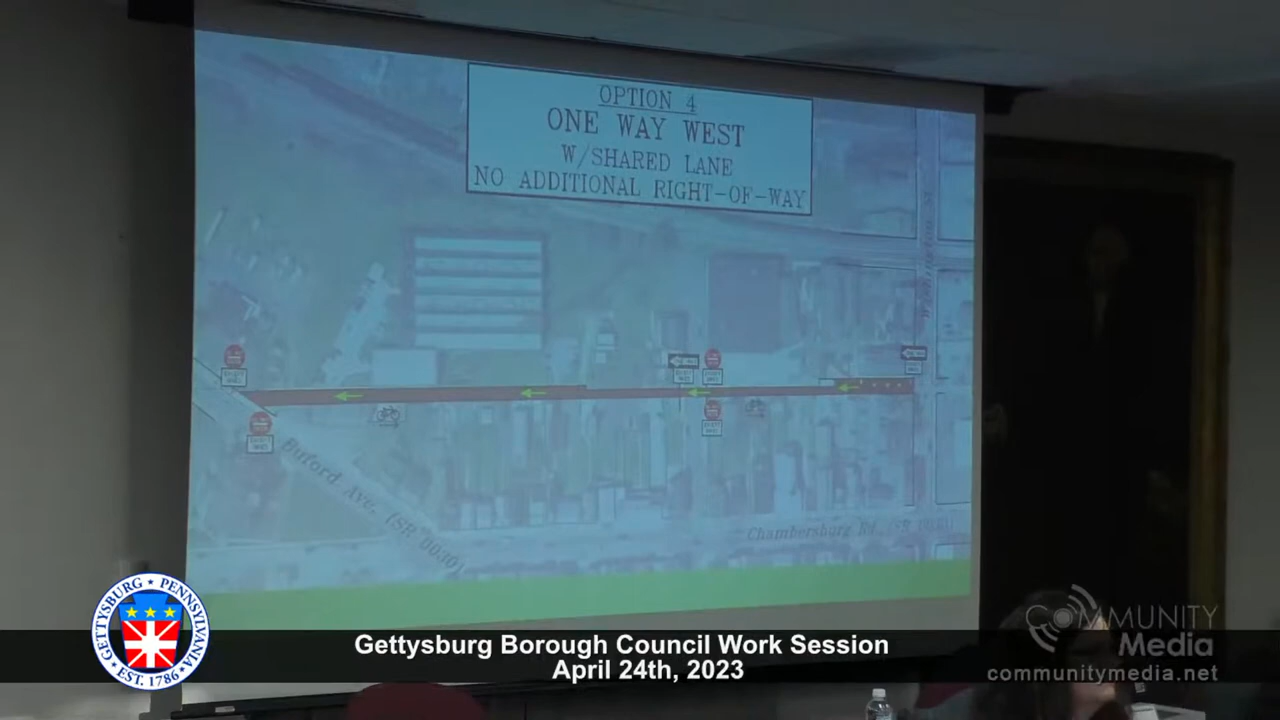 OPTION 4
ONE WAY WEST
W/SHARED LANE
NO ADDITIONAL RIGHT-OF-WAY
Buford Ave. (SR 0030)
Chambersburg Rd. (SR
GETTYSBURG ★ PENNSYLVANIA
EST. 1786
Gettysburg Borough Council Work Session
April 24th, 2023
COMMUNITY
Media
communitymedia.net